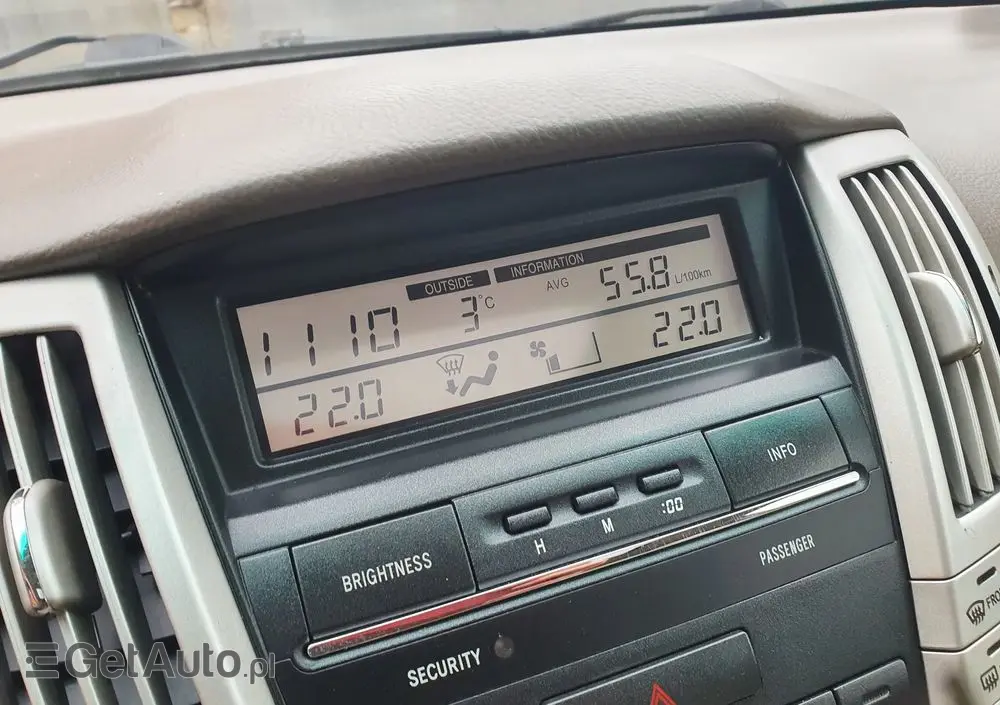 OUTSIDE INFORMATION
11 10 3°C AVG 55.8 L/100km
22.0 22.0
INFO
:00
H M
BRIGHTNESS
PASSENGER
SECURITY
GetAuto.pl